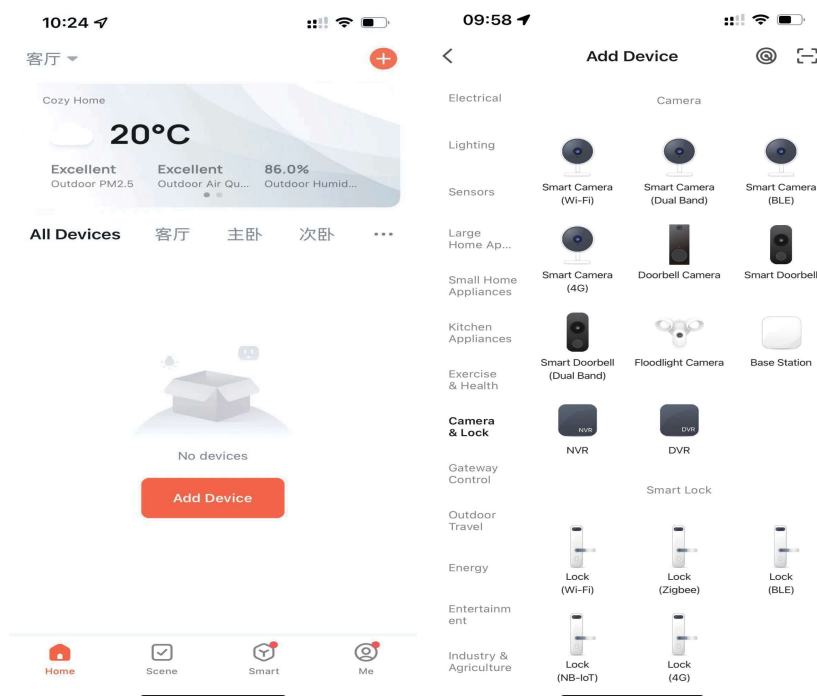 10:24
客厅
Cozy Home
20°C
Excellent
Outdoor PM2.5
Excellent
Outdoor Air Qu...
86.0%
Outdoor Humid...
All Devices 客厅 主卧 次卧 ...
No devices
Add Device
Home Scene Smart Me
09:58
Add Device
Electrical
Lighting
Sensors
Large
Home Ap...
Small Home
Appliances
Kitchen
Appliances
Exercise
& Health
Camera
& Lock
Gateway
Control
Outdoor
Travel
Energy
Entertainm
ent
Industry &
Agriculture
Camera
Smart Camera
(Wi-Fi)
Smart Camera
(Dual Band)
Smart Camera
(BLE)
Smart Camera
(4G)
Doorbell Camera
Smart Doorbell
Smart Doorbell
(Dual Band)
Floodlight Camera
Base Station
NVR
NVR
DVR
DVR
Smart Lock
Lock
(Wi-Fi)
Lock
(Zigbee)
Lock
(BLE)
Lock
(NB-IoT)
Lock
(4G)